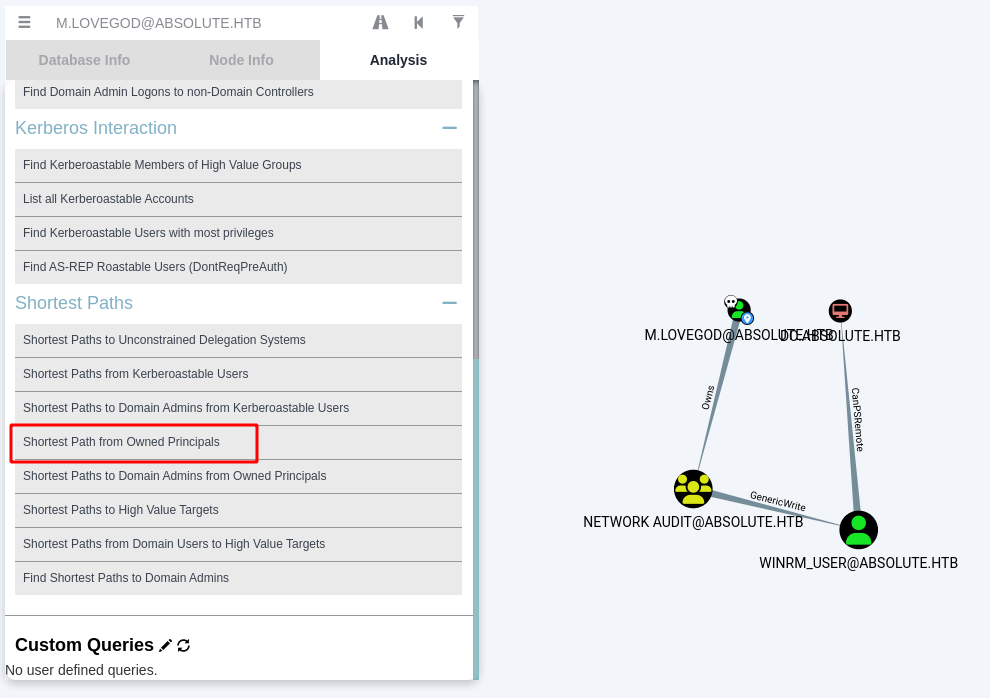 M.LOVEGOD@ABSOLUTE.HTB
Database Info
Node Info
Analysis
Find Domain Admin Logons to non-Domain Controllers
Kerberos Interaction
Find Kerberoastable Members of High Value Groups
List all Kerberoastable Accounts
Find Kerberoastable Users with most privileges
Find AS-REP Roastable Users (DontReqPreAuth)
Shortest Paths
Shortest Paths to Unconstrained Delegation Systems
Shortest Paths from Kerberoastable Users
Shortest Paths to Domain Admins from Kerberoastable Users
Shortest Path from Owned Principals
Shortest Paths to Domain Admins from Owned Principals
Shortest Paths to High Value Targets
Shortest Paths from Domain Users to High Value Targets
Find Shortest Paths to Domain Admins
Custom Queries
No user defined queries.
M.LOVEGOD@ABSOLUTE.HTB
DC.ABSOLUTE.HTB
Owns
CanPSRemote
GenericWrite
NETWORK AUDIT@ABSOLUTE.HTB
WINRM_USER@ABSOLUTE.HTB